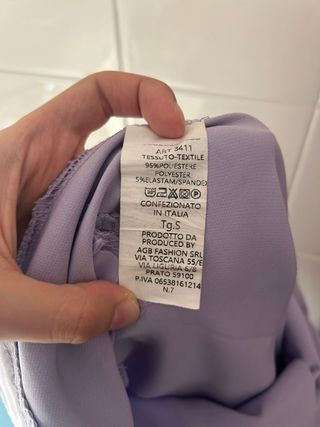 ART 3411
TESSUTO-TEXTILE
95%POLIESTERE
POLYESTER
5%ELASTAM/SPANDEX
CONFEZIONATO
IN ITALIA
Tg.S
PRODOTTO DA
PRODUCED BY
AGB FASHION SRL
VIA TOSCANA 55/E
VIA LIGURIA 6/8
PRATO 59100
P.IVA 06538161214
N.7